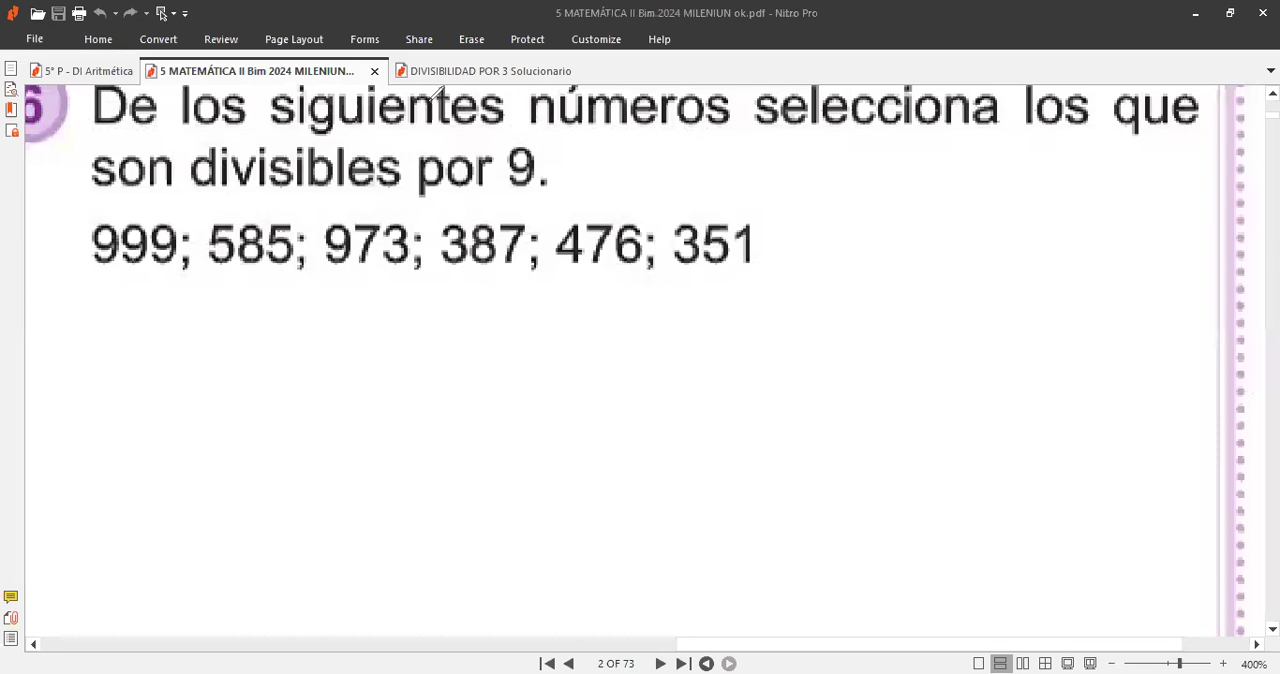 5 MATEMÁTICA II Bim.2024 MILENIUN ok.pdf - Nitro Pro
File Home Convert Review Page Layout Forms Share Erase Protect Customize Help
5° P - DI Aritmética 5 MATEMÁTICA II Bim 2024 MILENIUN... DIVISIBILIDAD POR 3 Solucionario
6 De los siguientes números selecciona los que
son divisibles por 9.
999; 585; 973; 387; 476; 351
2 OF 73 400%